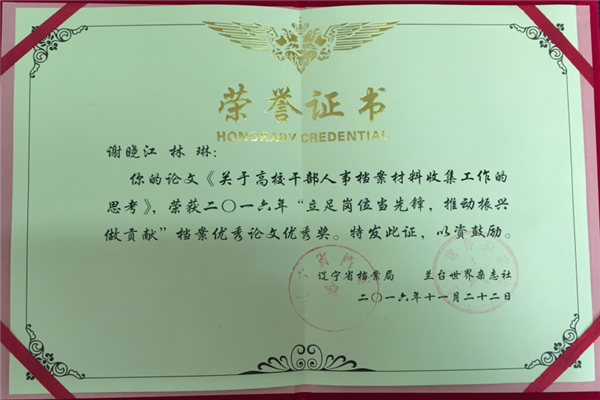 荣誉证书
HONORARY CREDENTIAL
谢晓江 林 琳：
你的论文《关于高校干部人事档案材料收集工作的
思考》，荣获二〇一六年“立足岗位当先锋，推动振兴
做贡献”档案优秀论文优秀奖。特发此证，以资鼓励。
辽宁省档案局 兰台世界杂志社
二〇一六年十一月二十二日